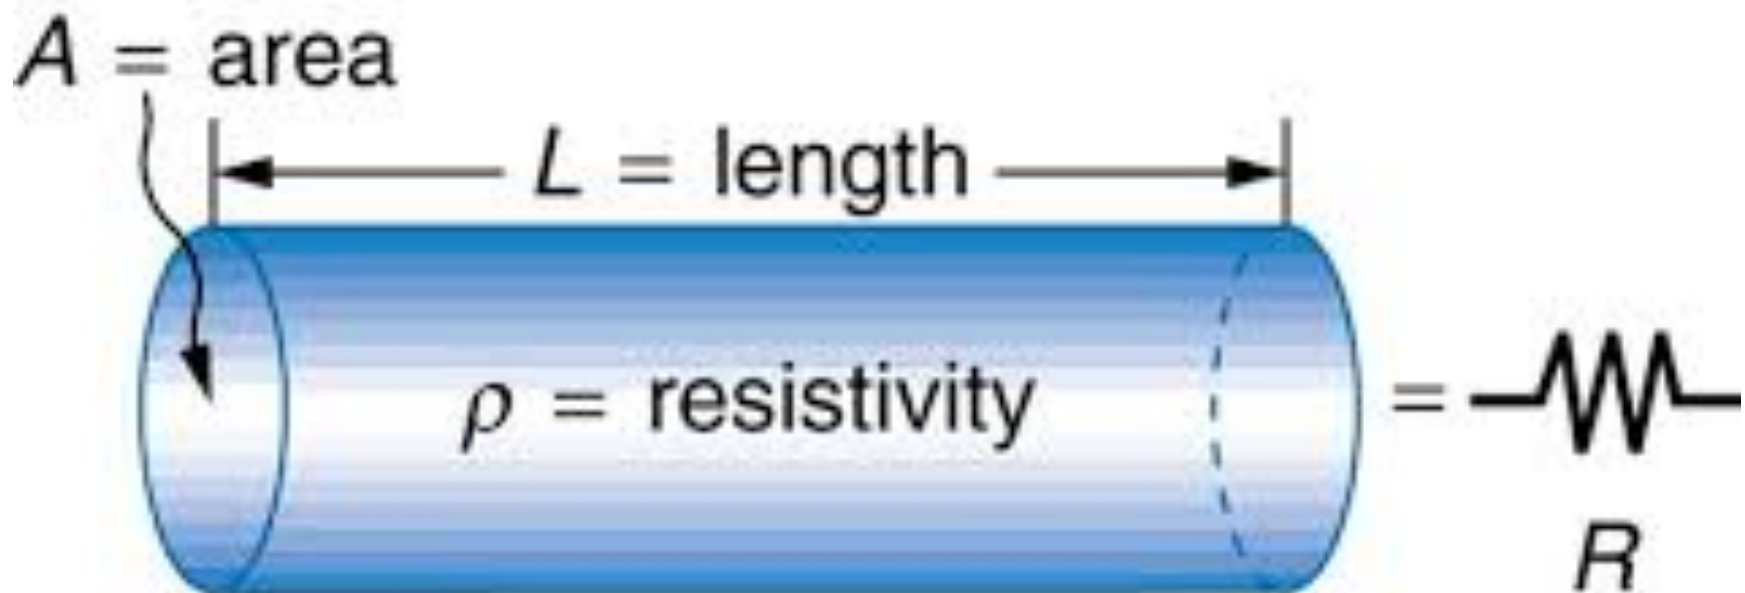 A = area
L = length
ρ = resistivity
=
R